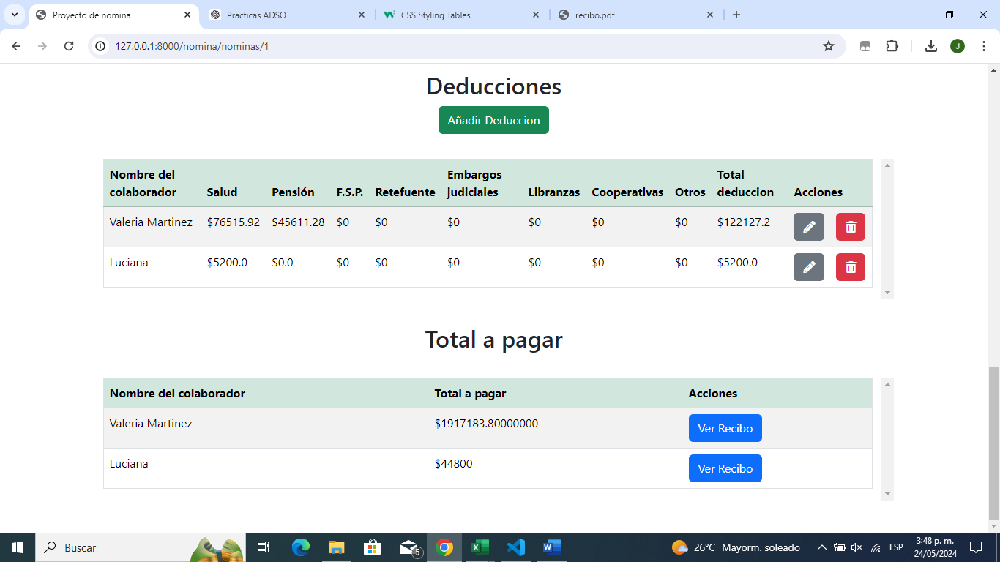 Proyecto de nomina
Practicas ADSO
CSS Styling Tables
recibo.pdf
127.0.0.1:8000/nomina/nominas/1
J
Deducciones
Añadir Deduccion
Nombre del colaborador Salud Pensión F.S.P. Retefuente Embargos judiciales Libranzas Cooperativas Otros Total deduccion Acciones
Valeria Martinez $76515.92 $45611.28 $0 $0 $0 $0 $0 $0 $122127.2
Luciana $5200.0 $0.0 $0 $0 $0 $0 $0 $0 $5200.0
Total a pagar
Nombre del colaborador Total a pagar Acciones
Valeria Martinez $1917183.80000000 Ver Recibo
Luciana $44800 Ver Recibo
Buscar
5
26°C Mayorm. soleado
ESP
3:48 p. m.
24/05/2024